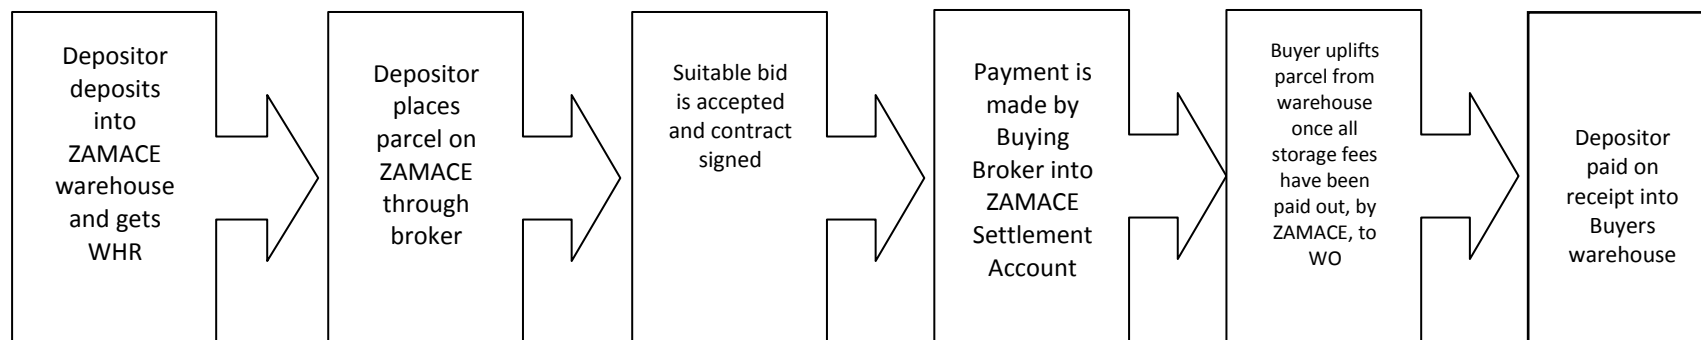 Depositor
deposits
into
ZAMACE
warehouse
and gets
WHR
Depositor
places
parcel on
ZAMACE
through
broker
Suitable bid
is accepted
and contract
signed
Payment is
made by
Buying
Broker into
ZAMACE
Settlement
Account
Buyer uplifts
parcel from
warehouse
once all
storage fees
have been
paid out, by
ZAMACE, to
WO
Depositor
paid on
receipt into
Buyers
warehouse